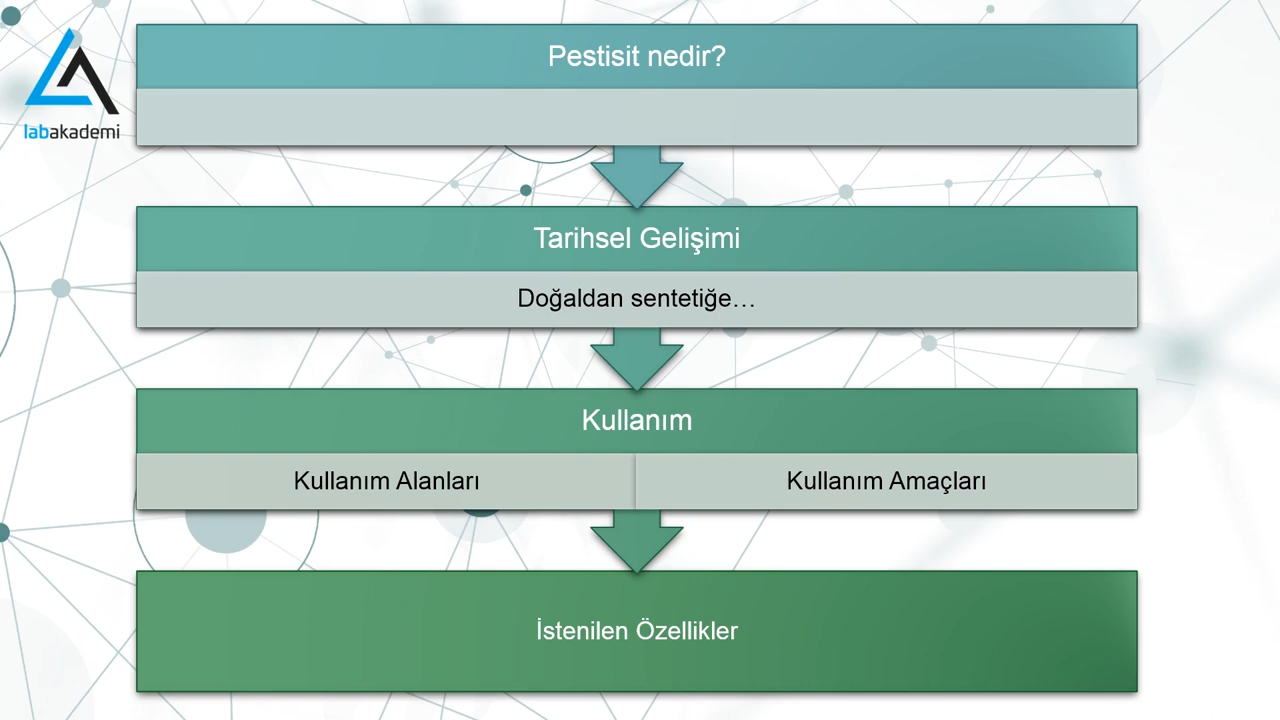 labakademi
Pestisit nedir?
Tarihsel Gelişimi
Doğaldan sentetiğe…
Kullanım
Kullanım Alanları
Kullanım Amaçları
İstenilen Özellikler